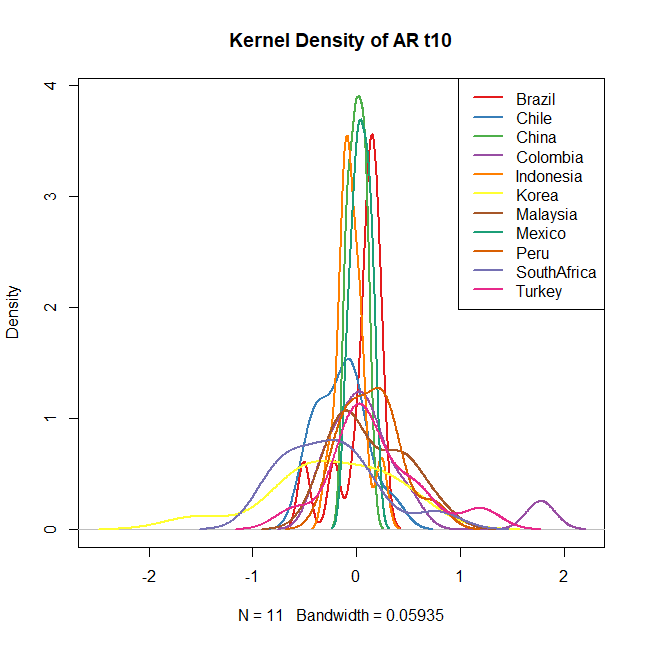 Kernel Density of AR t10
Brazil
Chile
China
Colombia
Indonesia
Korea
Malaysia
Mexico
Peru
SouthAfrica
Turkey
Density
4
3
2
1
0
-2 -1 0 1 2
N = 11 Bandwidth = 0.05935